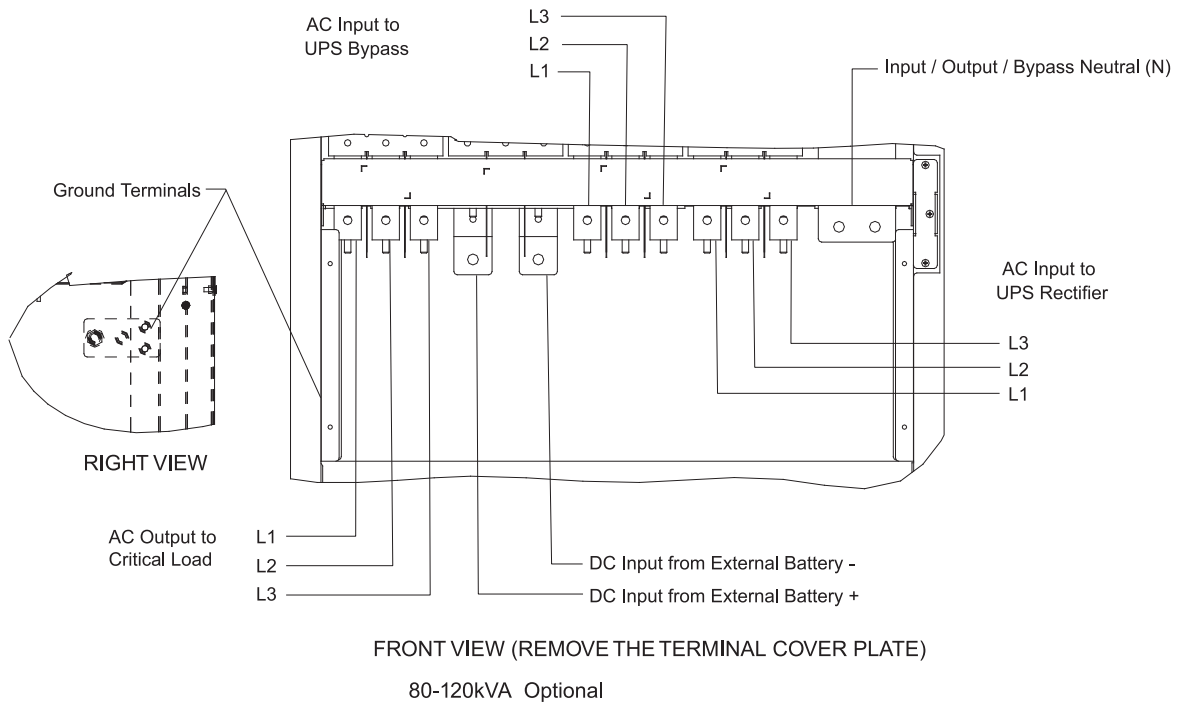 AC Input to
UPS Bypass
L3
L2
L1
Input / Output / Bypass Neutral (N)
Ground Terminals
AC Input to
UPS Rectifier
L3
L2
L1
RIGHT VIEW
AC Output to
Critical Load
L1
L2
L3
DC Input from External Battery -
DC Input from External Battery +
FRONT VIEW (REMOVE THE TERMINAL COVER PLATE)
80-120kVA Optional